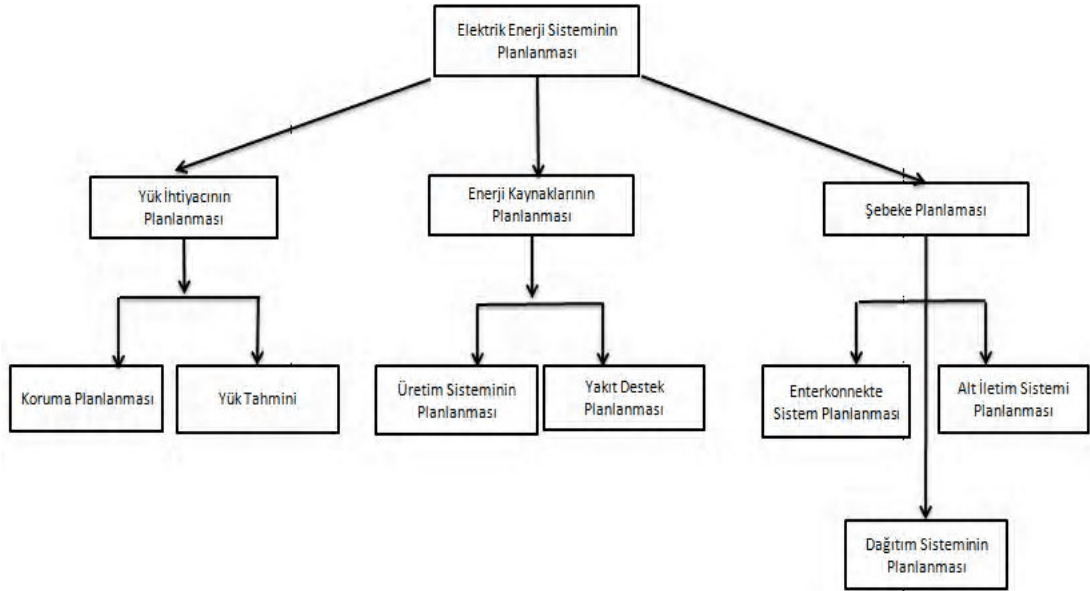 Elektrik Enerji Sisteminin
Planlanması
Yük İhtiyacının
Planlanması
Enerji Kaynaklarının
Planlanması
Şebeke Planlaması
Koruma Planlanması
Yük Tahmini
Üretim Sisteminin
Planlanması
Yakıt Destek
Planlanması
Enterkonnekte
Sistem Planlanması
Alt İletim Sistemi
Planlanması
Dağıtım Sisteminin
Planlanması